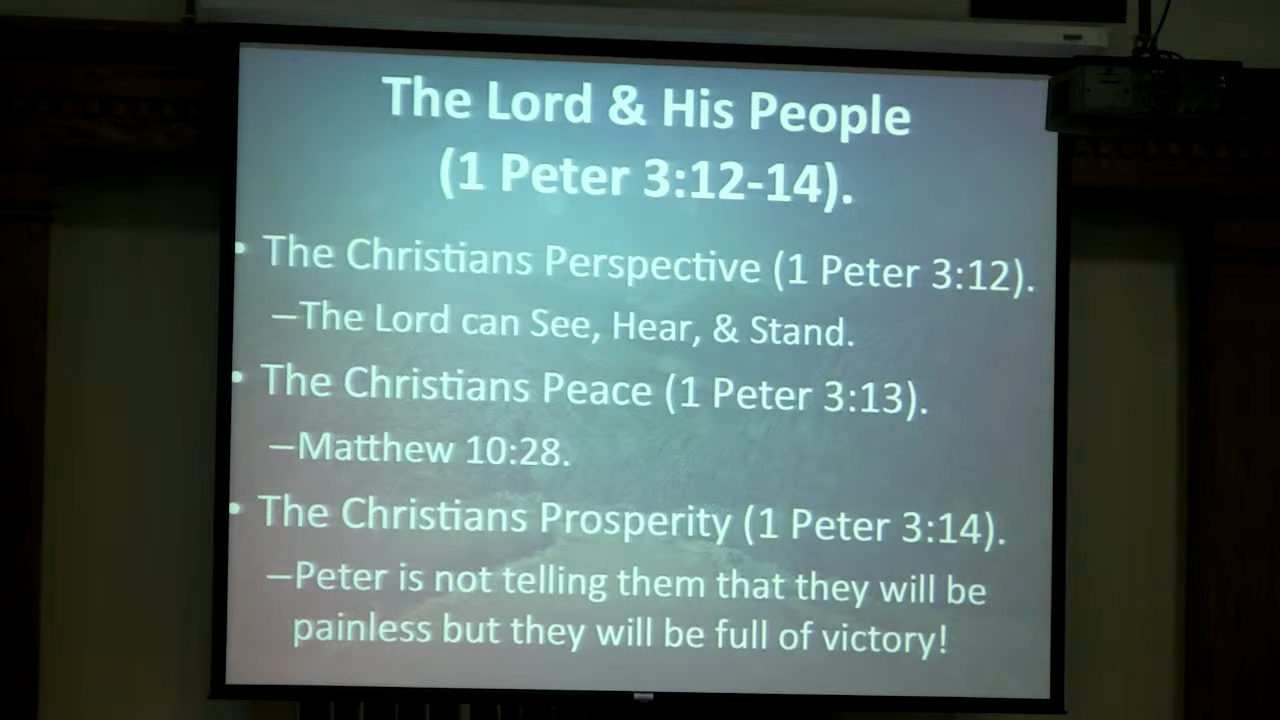 The Lord & His People
(1 Peter 3:12-14).
• The Christians Perspective (1 Peter 3:12).
–The Lord can See, Hear, & Stand.
• The Christians Peace (1 Peter 3:13).
–Matthew 10:28.
• The Christians Prosperity (1 Peter 3:14).
–Peter is not telling them that they will be
painless but they will be full of victory!